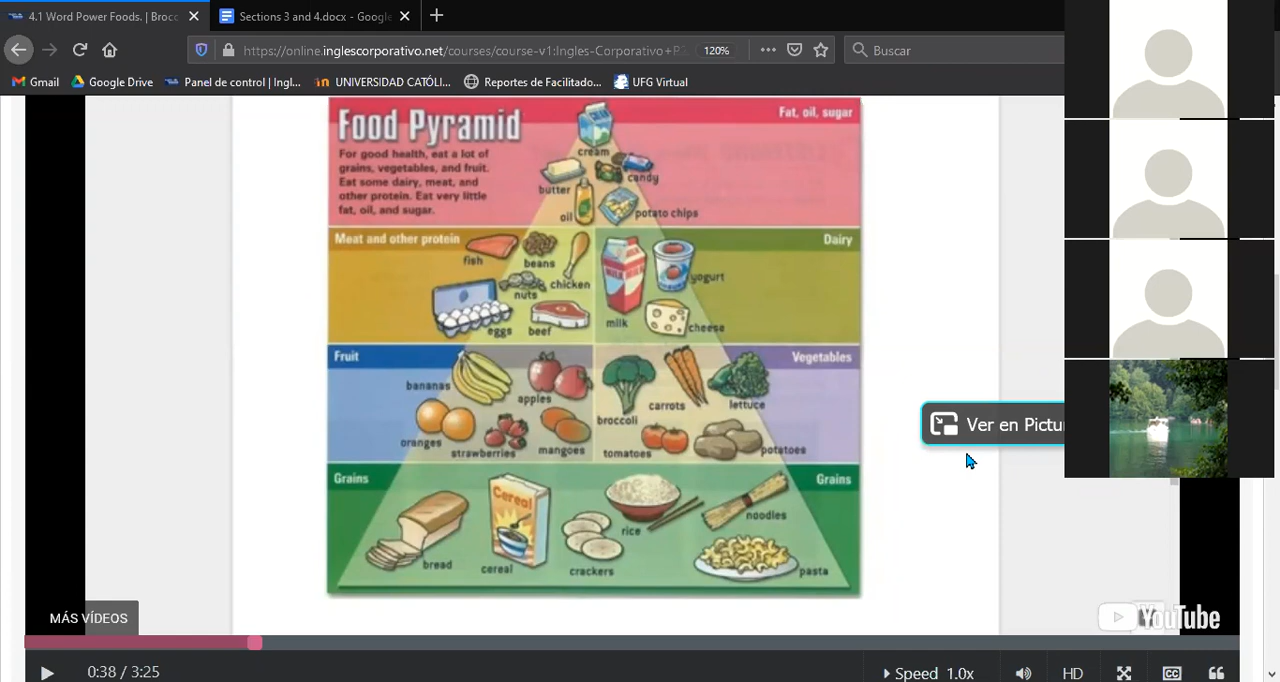 4.1 Word Power Foods. | Brocc
Sections 3 and 4.docx - Google
https://online.inglescorporativo.net/courses/course-v1:Ingles-Corporativo+P
120%
Buscar
Gmail
Google Drive
Panel de control | Ingl...
UNIVERSIDAD CATÓLI...
Reportes de Facilitado...
UFG Virtual
Food Pyramid
For good health, eat a lot of
grains, vegetables, and fruit.
Eat some dairy, meat, and
other protein. Eat very little
fat, oil, and sugar.
Fat, oil, sugar
cream
butter
candy
oil
potato chips
Meat and other protein
Dairy
fish
beans
chicken
nuts
eggs
beef
MILK
yogurt
milk
cheese
Fruit
Vegetables
bananas
apples
oranges
strawberries
mangoes
broccoli
carrots
lettuce
tomatoes
potatoes
Grains
Grains
Cereal
bread
cereal
crackers
rice
noodles
pasta
Ver en Pictu
MÁS VÍDEOS
YouTube
0:38 / 3:25
Speed 1.0x
HD
CC